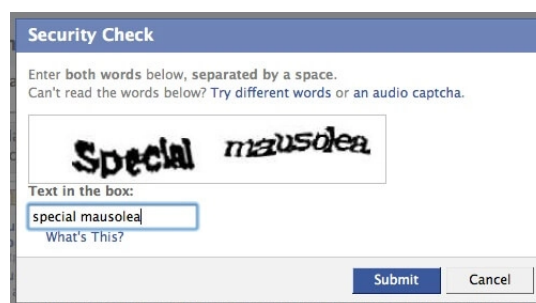 Security Check
Enter both words below, separated by a space.
Can't read the words below? Try different words or an audio captcha.
Special mausolea
Text in the box:
special mausolea
What's This?
Submit Cancel